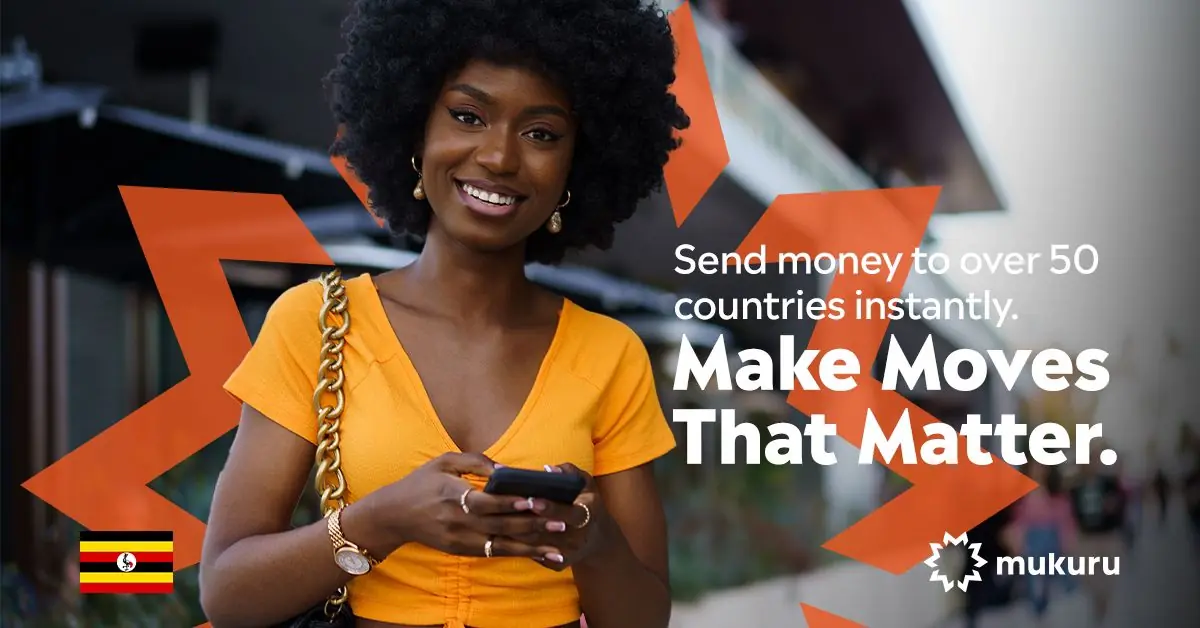 Send money to over 50
countries instantly.
Make Moves
That Matter.
mukuru